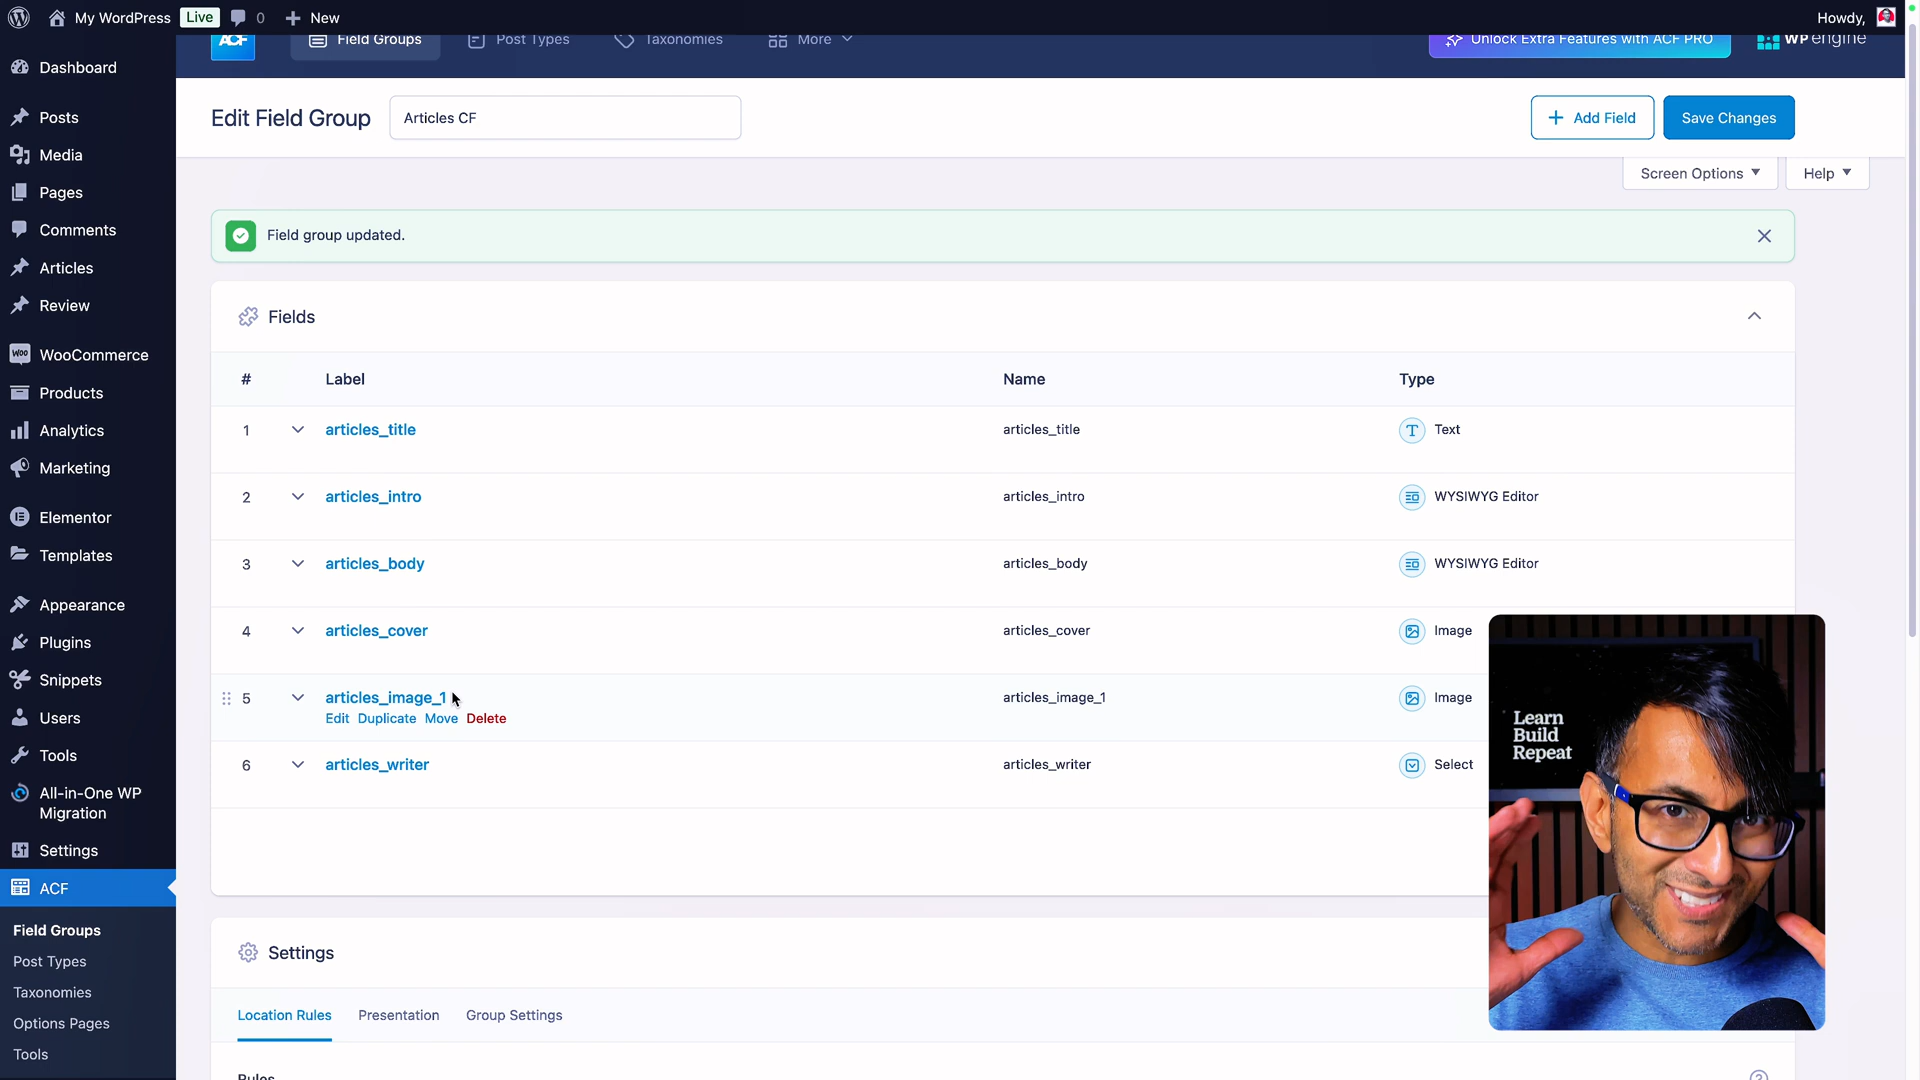 My WordPress Live 0 New Howdy,
ACF Field Groups Post Types Taxonomies More Unlock Extra Features with ACF PRO WP engine
Dashboard
Posts
Media
Pages
Comments
Articles
Review
WooCommerce
Products
Analytics
Marketing
Elementor
Templates
Appearance
Plugins
Snippets
Users
Tools
All-in-One WP
Migration
Settings
ACF
Field Groups
Post Types
Taxonomies
Options Pages
Tools
Edit Field Group Articles CF Add Field Save Changes
Screen Options Help
Field group updated.
Fields
# Label Name Type
1 articles_title articles_title Text
2 articles_intro articles_intro WYSIWYG Editor
3 articles_body articles_body WYSIWYG Editor
4 articles_cover articles_cover Image
5 articles_image_1 articles_image_1 Image
Edit Duplicate Move Delete
6 articles_writer articles_writer Select
Learn
Build
Repeat
Settings
Location Rules Presentation Group Settings
Rules